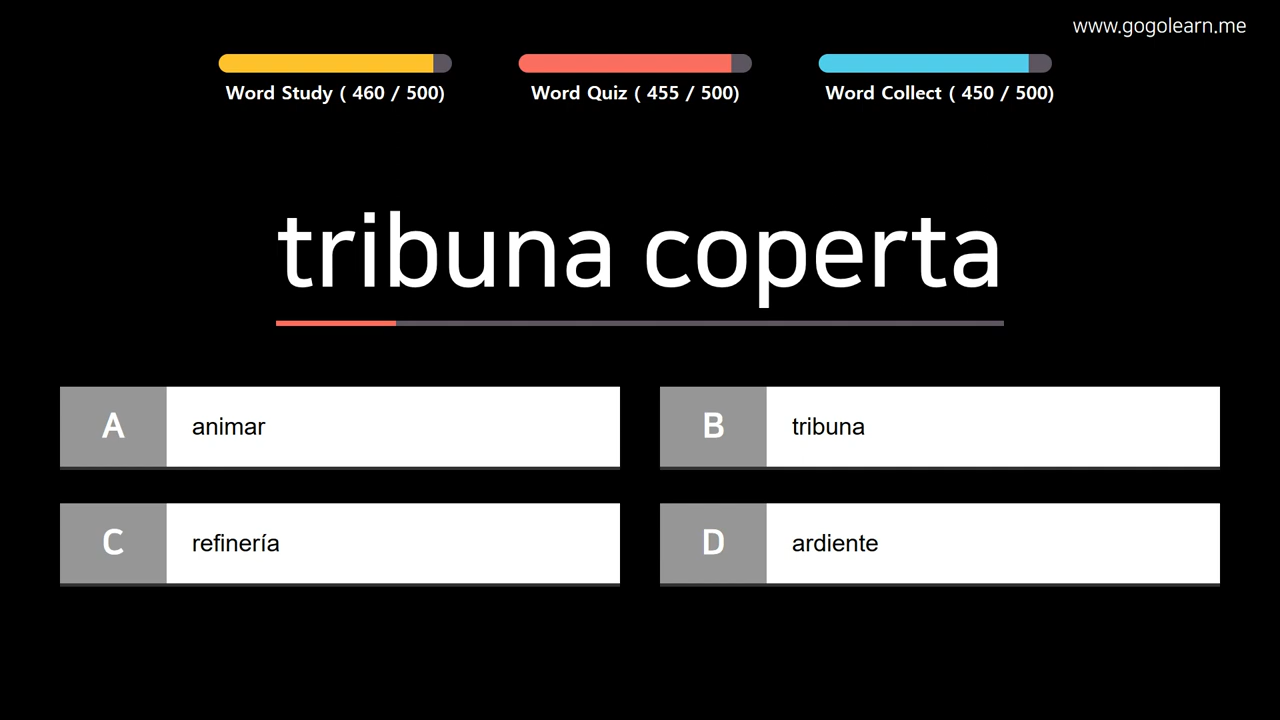 www.gogolearn.me
Word Study ( 460 / 500)
Word Quiz ( 455 / 500)
Word Collect ( 450 / 500)
tribuna coperta
A animar
B tribuna
C refinería
D ardiente